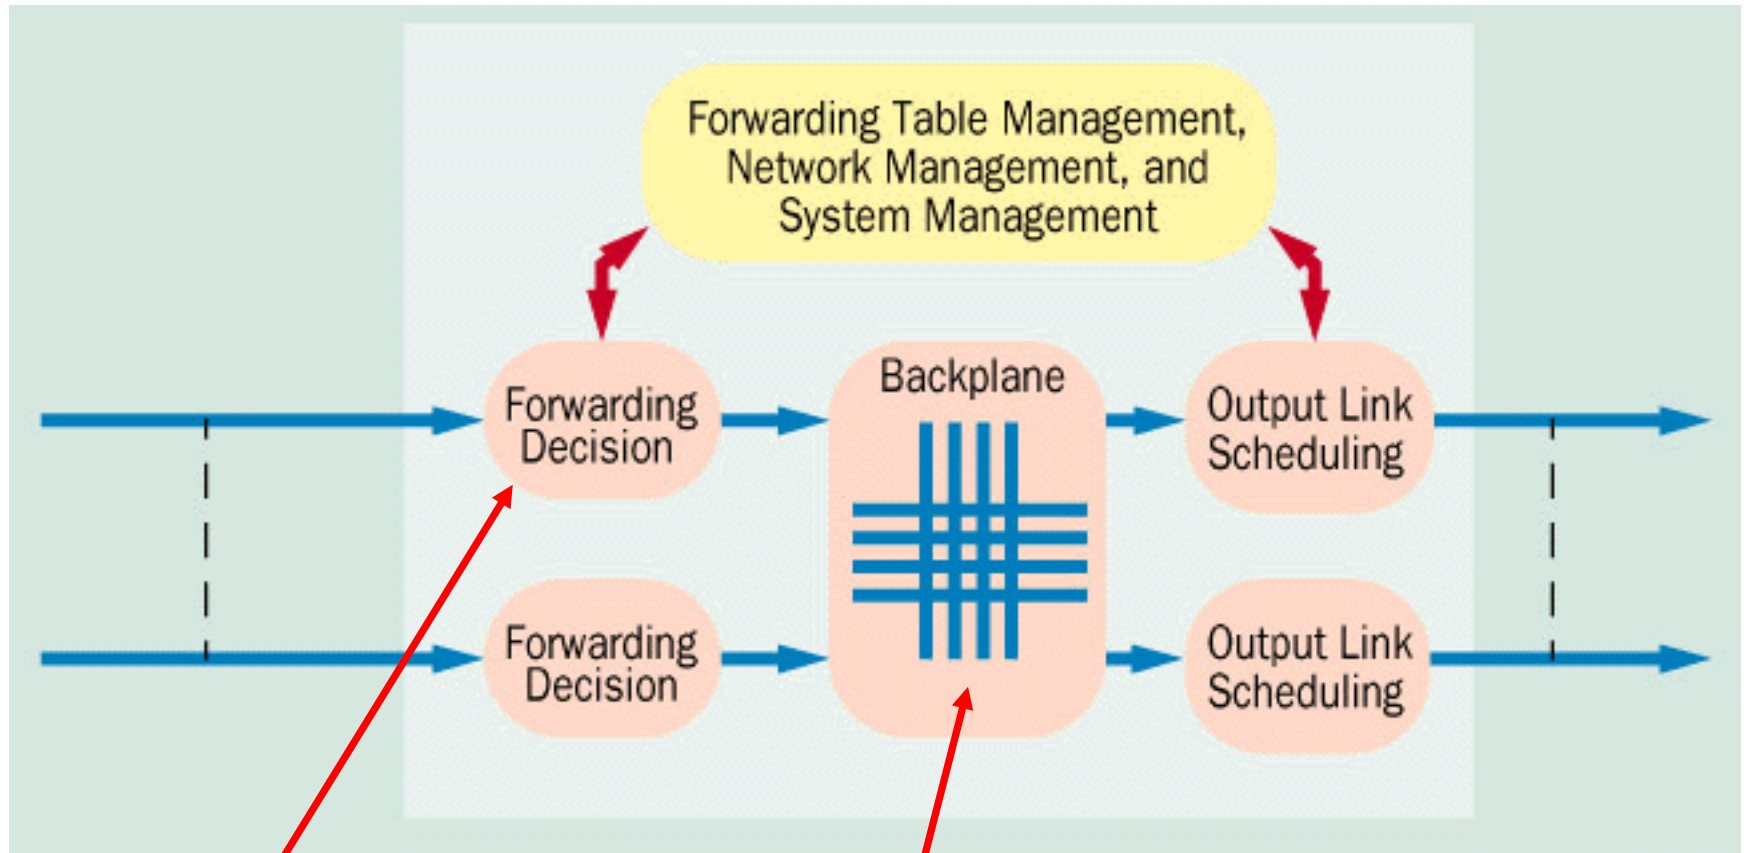 Forwarding Table Management,
Network Management, and
System Management
Forwarding
Decision
Backplane
Output Link
Scheduling
Forwarding
Decision
Output Link
Scheduling